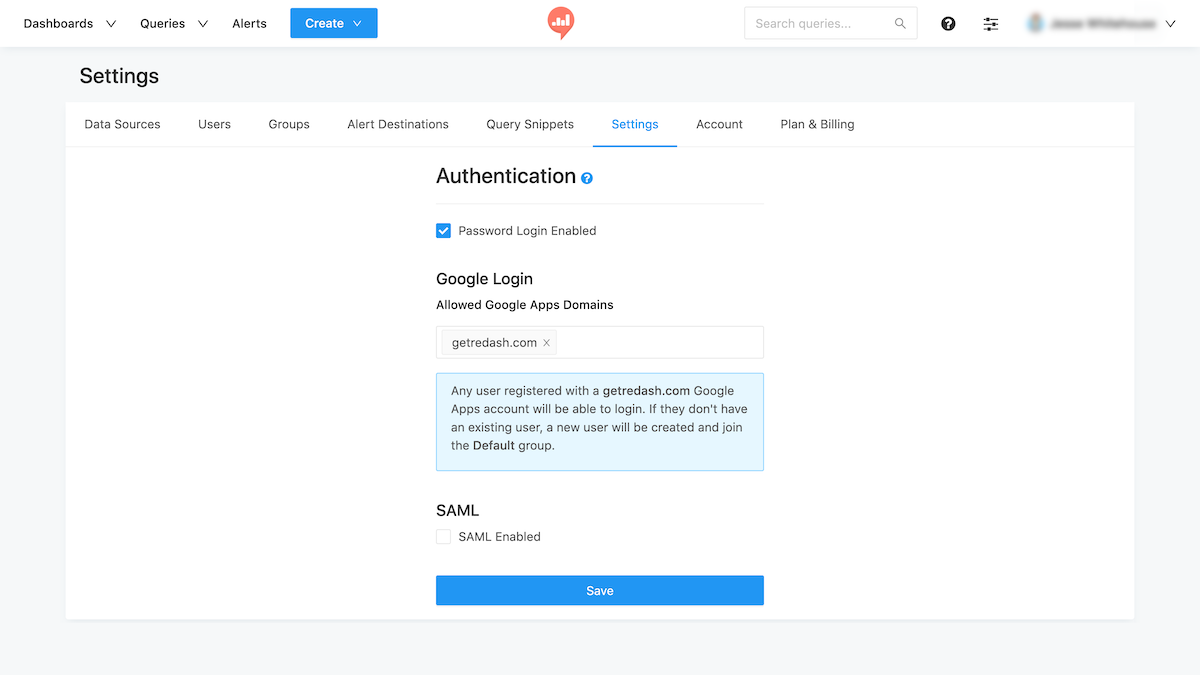 Dashboards Queries Alerts Create Search queries...
Settings
Data Sources Users Groups Alert Destinations Query Snippets Settings Account Plan & Billing
Authentication ?
Password Login Enabled
Google Login
Allowed Google Apps Domains
getredash.com
Any user registered with a getredash.com Google
Apps account will be able to login. If they don't have
an existing user, a new user will be created and join
the Default group.
SAML
SAML Enabled
Save